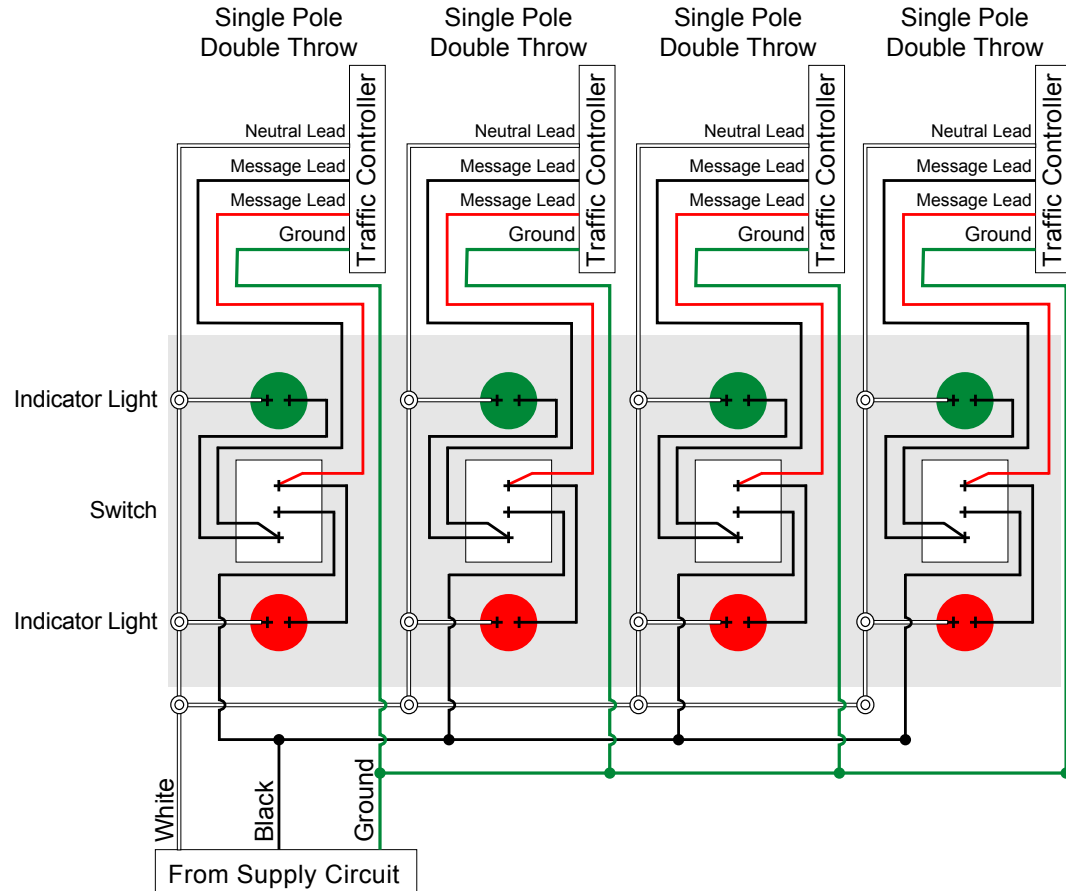 Single Pole
Double Throw
Single Pole
Double Throw
Single Pole
Double Throw
Single Pole
Double Throw
Neutral Lead
Message Lead
Message Lead
Ground
Traffic Controller
Neutral Lead
Message Lead
Message Lead
Ground
Traffic Controller
Neutral Lead
Message Lead
Message Lead
Ground
Traffic Controller
Neutral Lead
Message Lead
Message Lead
Ground
Traffic Controller
Indicator Light
Switch
Indicator Light
White
Black
Ground
From Supply Circuit